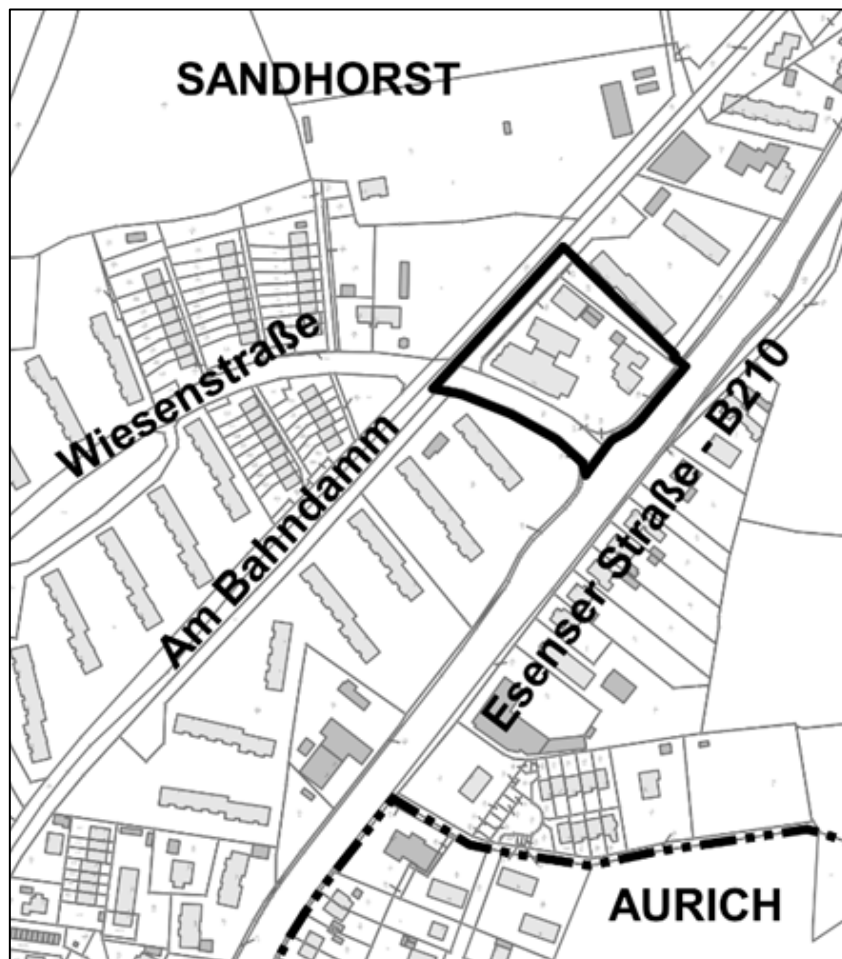 SANDHORST
Wiesenstraße
Am Bahndamm
Esenser Straße - B210
AURICH